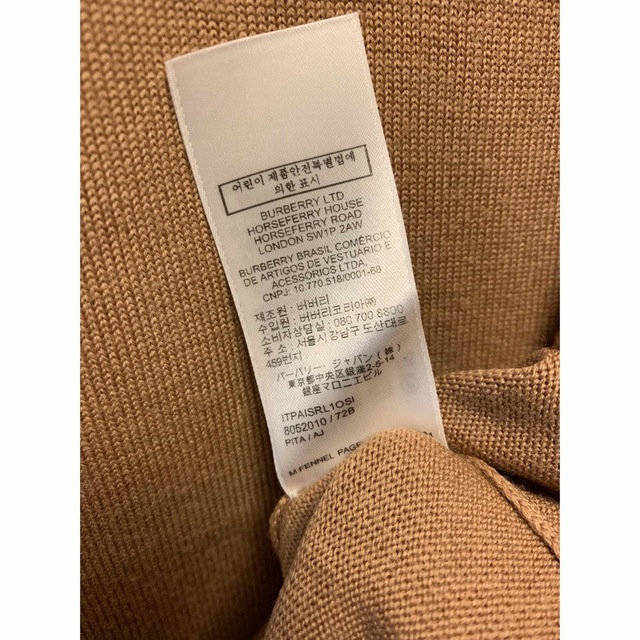 어린이 제품안전특별법에
의한 표시
BURBERRY LTD
HORSEFERRY HOUSE
HORSEFERRY ROAD
LONDON SW1P 2AW
BURBERRY BRASIL COMÉRCIO
DE ARTIGOS DE VESTUÁRIO E
ACESSÓRIOS LTDA.
CNPJ: 10.770.518/0001-68
제조원 : 버버리
수입원 : 버버리코리아㈜
소비자상담실 : 080 700 8800
주소 : 서울시 강남구 도산대로
459번지
バーバリー・ジャパン(株)
東京都中央区銀座2-5-14
銀座マロニエビル
ITPAISRL1OSI
8052010 / 72B
PITA / AJ
M FENNEL PAGE